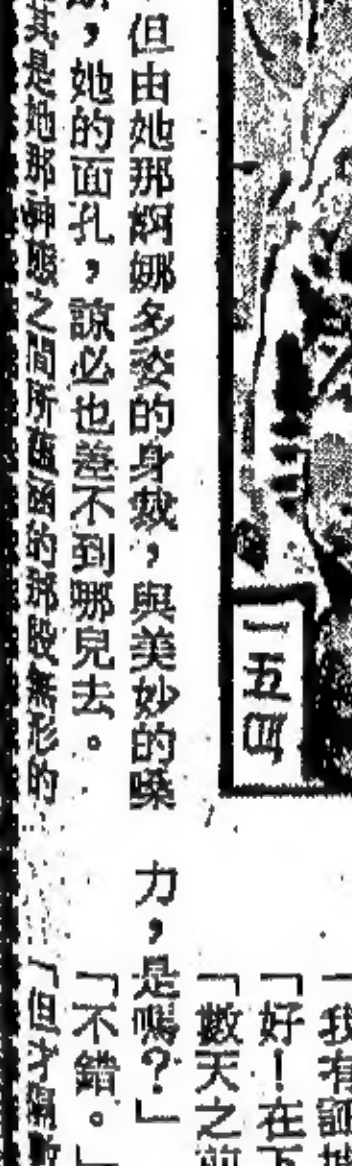 一五四
但由她那婀娜多姿的身裁，與美妙的嗓
，她的面孔，諒必也差不到哪兒去。
其是她那神態之間所蘊涵的那股無形的
「我有
「好！在下
「數天之前
力，是嗎？」
「不錯。」
「但才隔數